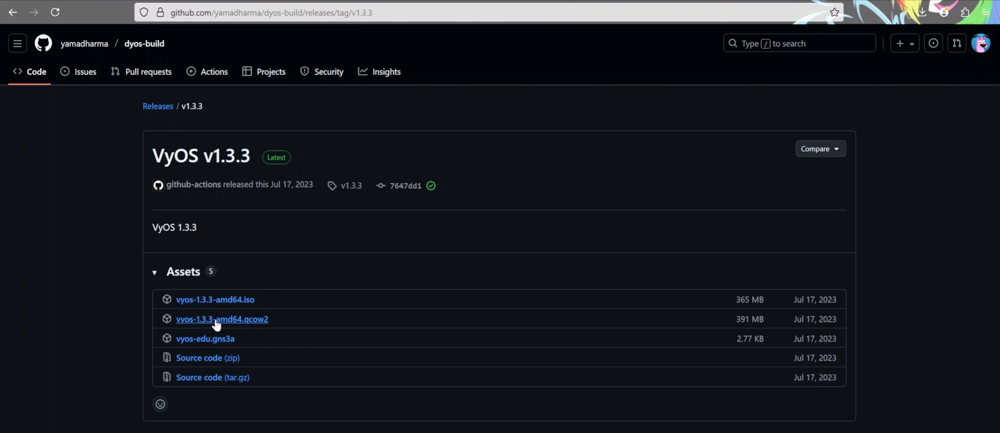 github.com/yamadharma/dyos-build/releases/tag/v1.3.3
yamadharma / dyos-build
Type / to search
Code Issues Pull requests Actions Projects Security Insights
Releases / v1.3.3
VyOS v1.3.3 Latest
Compare
github-actions released this Jul 17, 2023 v1.3.3 7647dd1
VyOS 1.3.3
Assets 5
vyos-1.3.3-amd64.iso 365 MB Jul 17, 2023
vyos-1.3.3-amd64.qcow2 391 MB Jul 17, 2023
vyos-edu.gns3a 2.77 KB Jul 17, 2023
Source code (zip) Jul 17, 2023
Source code (tar.gz) Jul 17, 2023